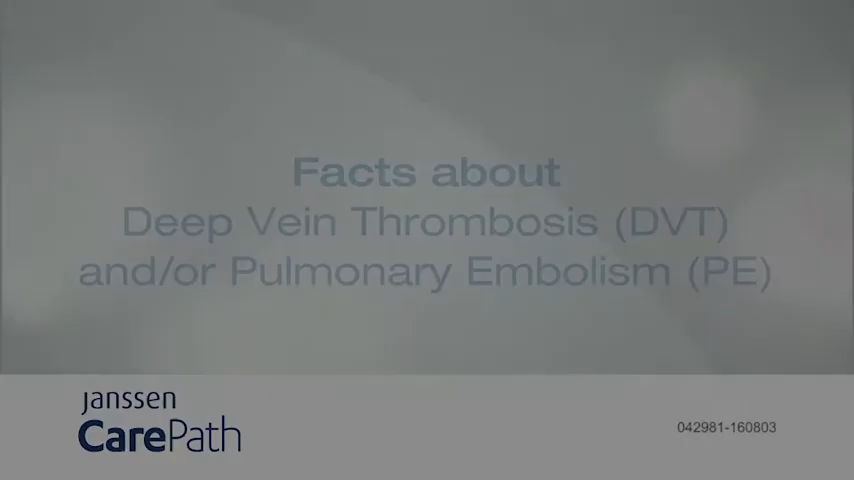 Facts about
Deep Vein Thrombosis (DVT)
and/or Pulmonary Embolism (PE)
janssen
CarePath
042981-160803